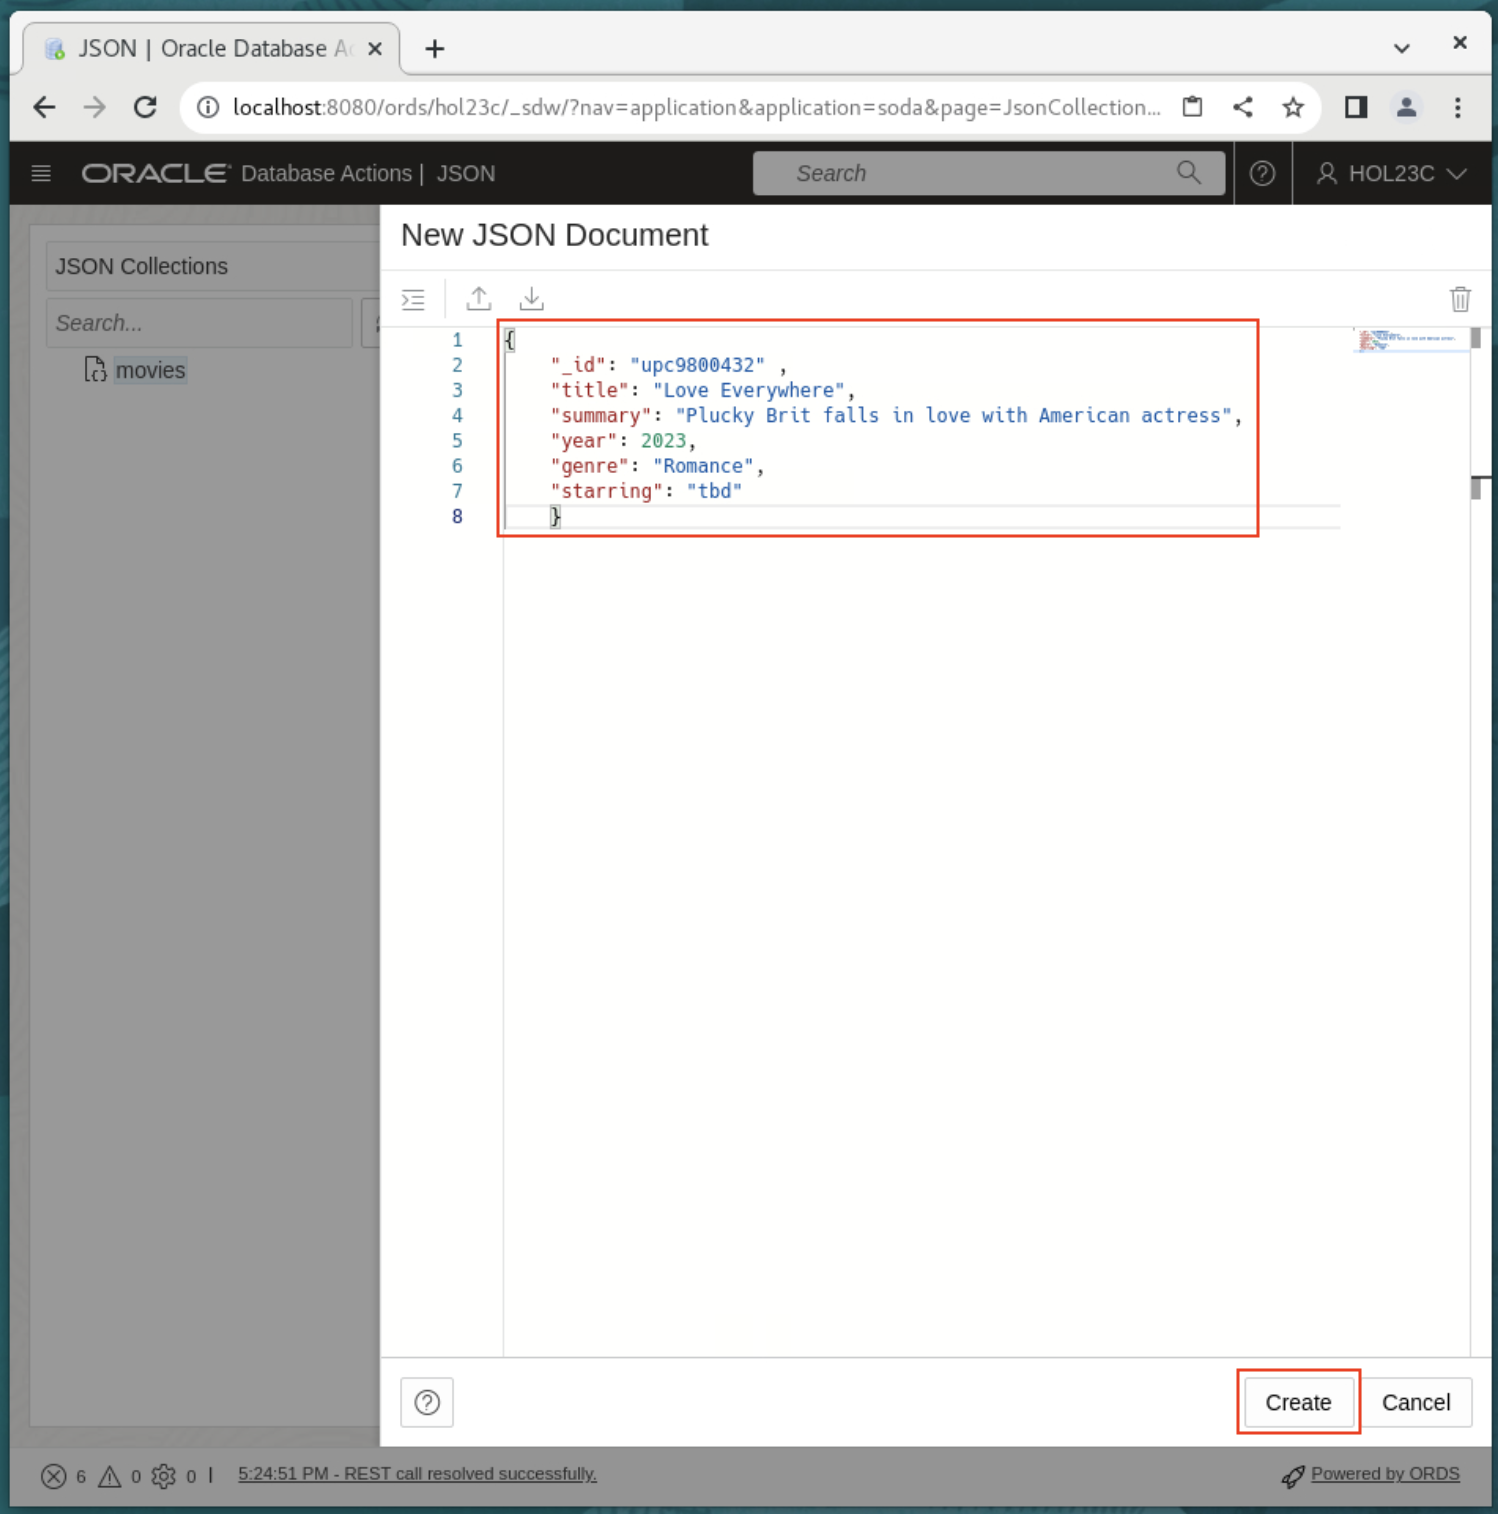 JSON | Oracle Database Ac
localhost:8080/ords/hol23c/_sdw/?nav=application&application=soda&page=JsonCollection...
ORACLE Database Actions | JSON
Search
HOL23C
JSON Collections
Search...
movies
New JSON Document
1 {
2 "_id": "upc9800432" ,
3 "title": "Love Everywhere",
4 "summary": "Plucky Brit falls in love with American actress",
5 "year": 2023,
6 "genre": "Romance",
7 "starring": "tbd"
8 }
Create
Cancel
6 0 0 | 5:24:51 PM - REST call resolved successfully.
Powered by ORDS